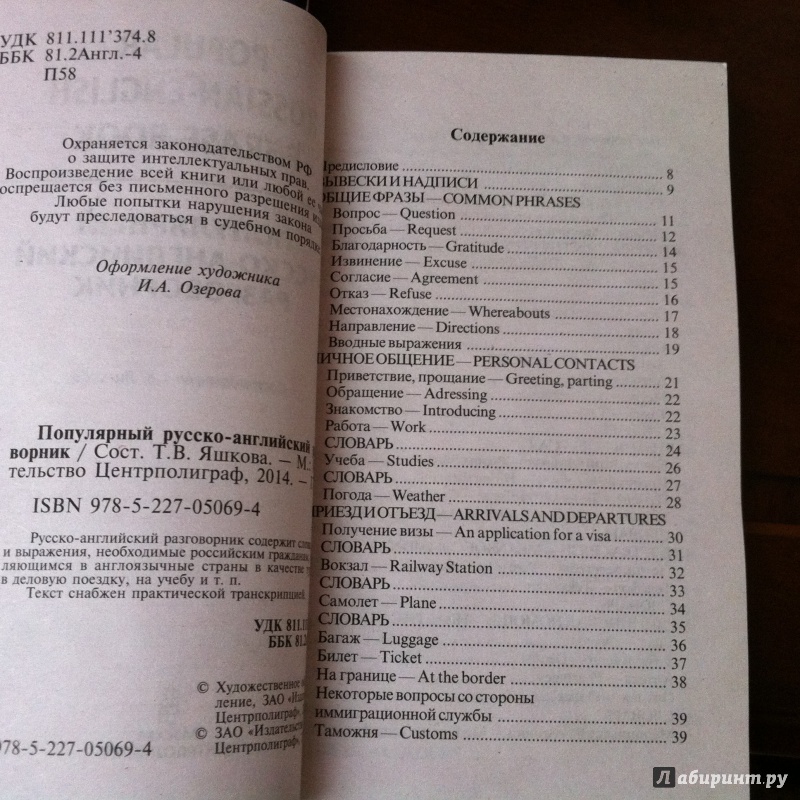 УДК 811.111'374.8
ББК 81.2Англ.-4
П58
Охраняется законодательством РФ
о защите интеллектуальных прав.
Воспроизведение всей книги или любой ее
воспрещается без письменного разрешения
Любые попытки нарушения закона
будут преследоваться в судебном порядке
Оформление художника
И.А. Озерова
Популярный русско-английский
ворник / Сост. Т.В. Яшкова. — М.:
тельство Центрполиграф, 2014. —
ISBN 978-5-227-05069-4
Русско-английский разговорник содержит
и выражения, необходимые российским гражданам,
ляющимся в англоязычные страны в качестве
в деловую поездку, на учебу и т. п.
Текст снабжен практической транскрипцией.
УДК 811.11
ББК 81.2
© Художественное
ление, ЗАО
Центрполиграф»,
© ЗАО «Издательство
Центрполиграф»,
978-5-227-05069-4
Содержание
Предисловие 8
ВЫВЕСКИ И НАДПИСИ 9
ОБЩИЕ ФРАЗЫ — COMMON PHRASES
Вопрос — Question 11
Просьба — Request 12
Благодарность — Gratitude 14
Извинение — Excuse 15
Согласие — Agreement 15
Отказ — Refuse 16
Местонахождение — Whereabouts 17
Направление — Directions 18
Вводные выражения 19
ЛИЧНОЕ ОБЩЕНИЕ — PERSONAL CONTACTS
Приветствие, прощание — Greeting, parting 21
Обращение — Adressing 22
Знакомство — Introducing 22
Работа — Work 23
СЛОВАРЬ 24
Учеба — Studies 26
СЛОВАРЬ 27
Погода — Weather 28
ПРИЕЗД И ОТЪЕЗД — ARRIVALS AND DEPARTURES
Получение визы — An application for a visa 30
СЛОВАРЬ 31
Вокзал — Railway Station 32
СЛОВАРЬ 33
Самолет — Plane 34
СЛОВАРЬ 35
Багаж — Luggage 36
Билет — Ticket 37
На границе — At the border 38
Некоторые вопросы со стороны
иммиграционной службы 39
Таможня — Customs 39
Лабиринт.ру